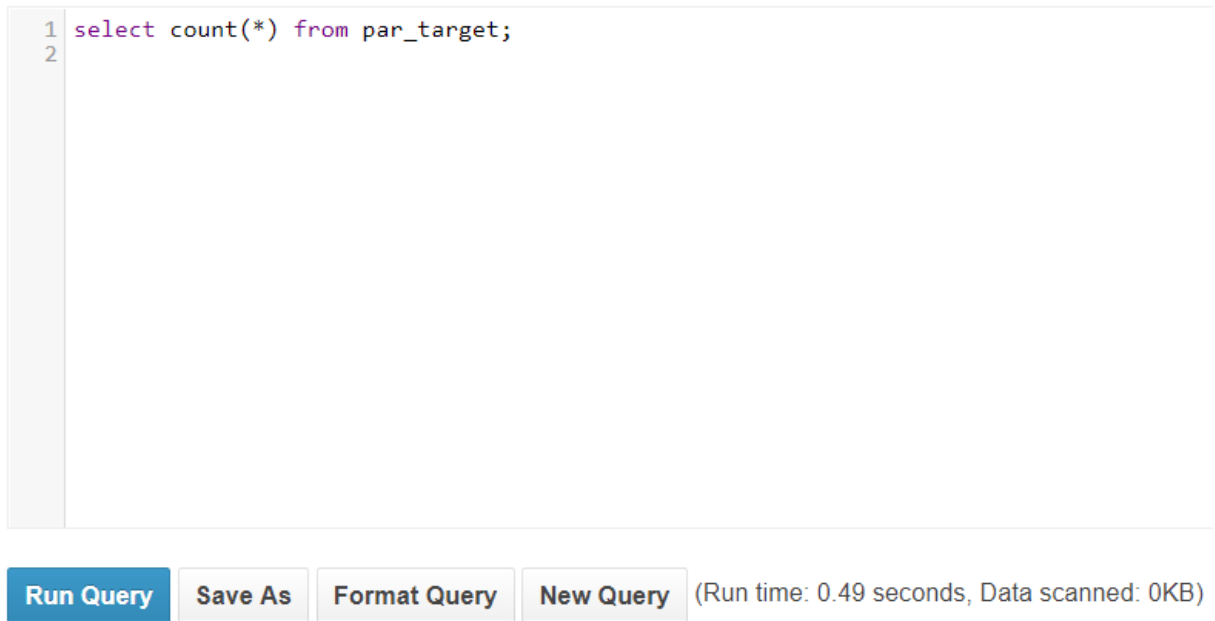 1 select count(*) from par_target;
2
Run Query Save As Format Query New Query (Run time: 0.49 seconds, Data scanned: 0KB)